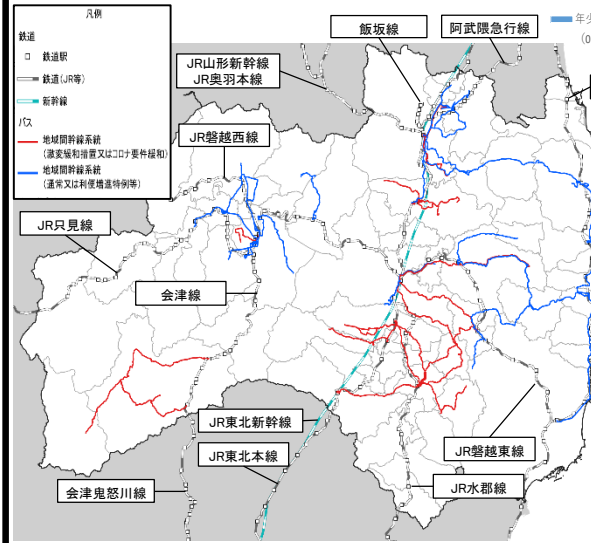 凡例
鉄道
鉄道駅
鉄道(JR等)
新幹線
バス
地域間幹線系統
(激変緩和措置又はコロナ要件緩和)
地域間幹線系統
(通常又は利便増進特例等)
飯坂線
阿武隈急行線
年少
(0
JR山形新幹線
JR奥羽本線
JR磐越西線
JR只見線
会津線
JR東北新幹線
JR東北本線
JR磐越東線
会津鬼怒川線
JR水郡線